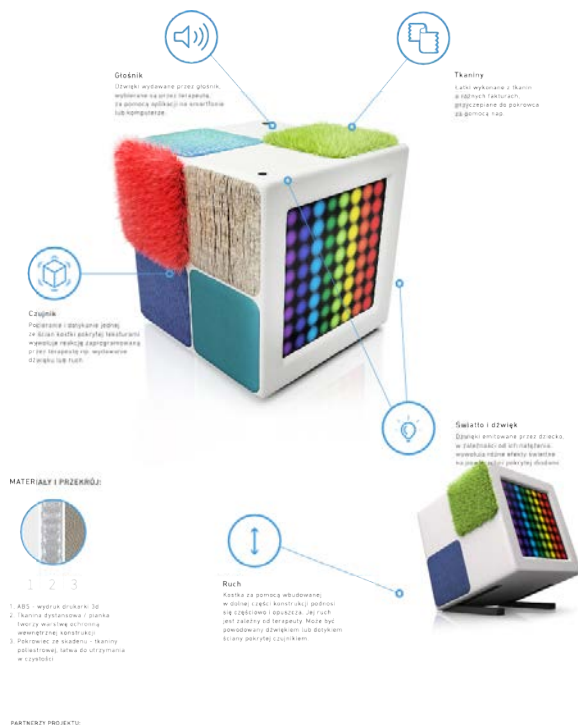 Głośnik
Dźwięki wydawane przez głośnik,
wybierane są przez terapeutę,
za pomocą aplikacji na smartfonie
lub komputerze.
Tkaniny
Łatki wykonane z tkanin
o różnych fakturach,
przyczepiane do pokrowca
za pomocą nap.
Czujnik
Pocieranie i dotykanie jednej
ze ścian kostki pokrytej teksturami
wywołuje reakcję zaprogramowaną
przez terapeutę np. wydawanie
dźwięku lub ruch.
Światło i dźwięk
Dźwięki emitowane przez dziecko,
w zależności od ich natężenia,
wywołują różne efekty świetlne
na powierzchni pokrytej diodami.
MATERIAŁY I PRZEKRÓJ:
1 2 3
1. ABS - wydruk drukarki 3d
2. Tkanina dystansowa / pianka
tworzy warstwę ochronną
wewnętrznej konstrukcji
3. Pokrowiec ze skadenu - tkaniny
poliestrowej, łatwa do utrzymania
w czystości.
Ruch
Kostka za pomocą wbudowanej
w dolnej części konstrukcji podnosi
się częściowo i opuszcza. Jej ruch
jest zależny od terapeuty. Może być
powodowany dźwiękiem lub dotykiem
ściany pokrytej czujnikiem.
PARTNERZY PROJEKTU: